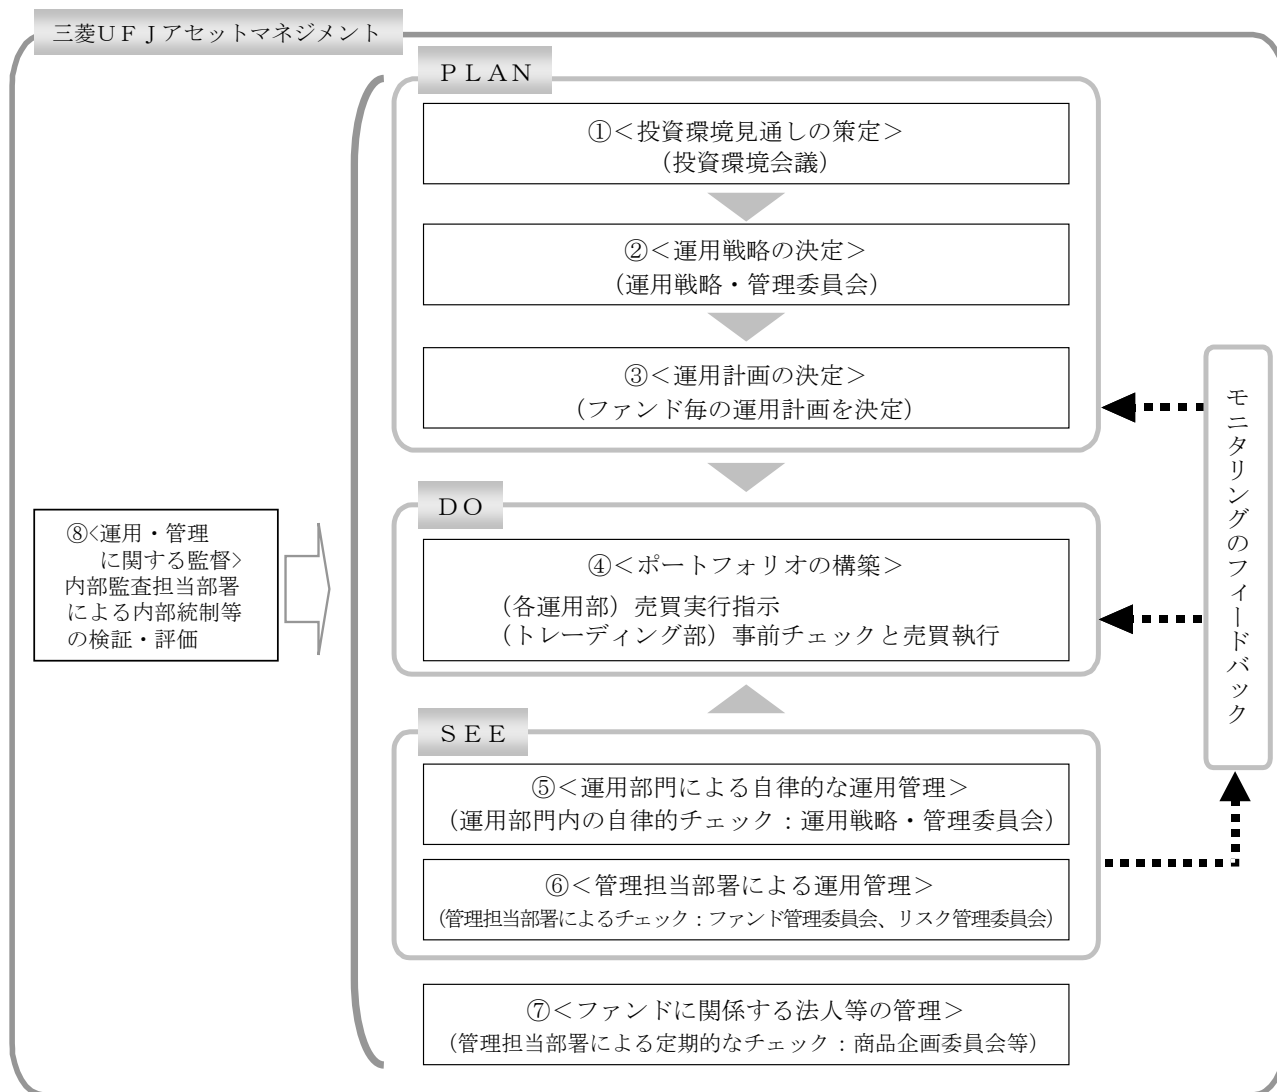 三菱ＵＦＪアセットマネジメント
ＰＬＡＮ
①＜投資環境見通しの策定＞
（投資環境会議）
②＜運用戦略の決定＞
（運用戦略・管理委員会）
③＜運用計画の決定＞
（ファンド毎の運用計画を決定）
ＤＯ
④＜ポートフォリオの構築＞
（各運用部）売買実行指示
（トレーディング部）事前チェックと売買執行
ＳＥＥ
⑤＜運用部門による自律的な運用管理＞
（運用部門内の自律的チェック：運用戦略・管理委員会）
⑥＜管理担当部署による運用管理＞
（管理担当部署によるチェック：ファンド管理委員会、リスク管理委員会）
⑦＜ファンドに関係する法人等の管理＞
（管理担当部署による定期的なチェック：商品企画委員会等）
⑧<運用・管理
に関する監督>
内部監査担当部署
による内部統制等
の検証・評価
モニタリングのフィードバック